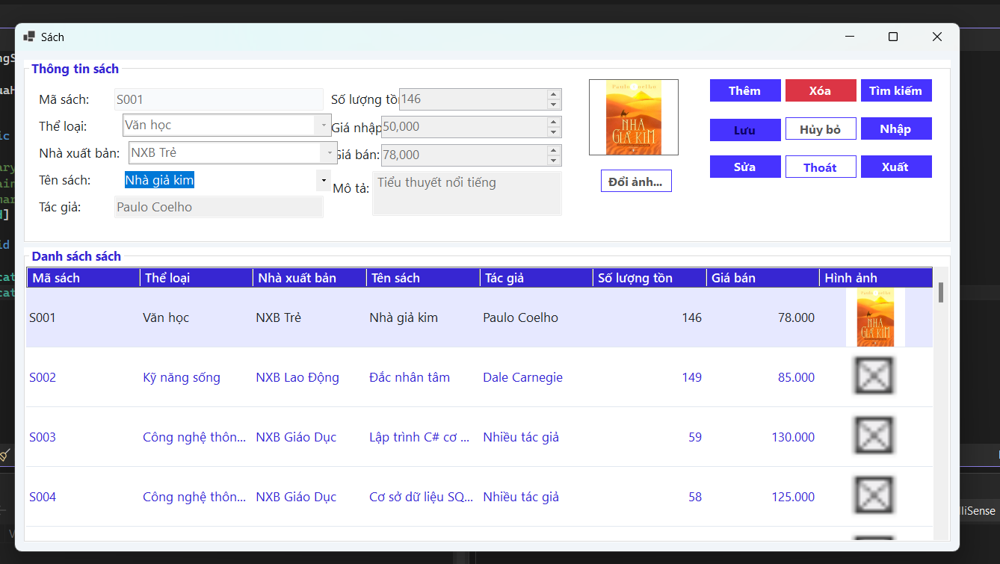 Sách
Thông tin sách
Mã sách: S001
Thể loại: Văn học
Nhà xuất bản: NXB Trẻ
Tên sách: Nhà giả kim
Tác giả: Paulo Coelho
Số lượng tồn 146
Giá nhập 50,000
Giá bán: 78,000
Mô tả: Tiểu thuyết nổi tiếng
Paulo Coelho
NHÀ
GIẢ KIM
Đổi ảnh...
Thêm Xóa Tìm kiếm
Lưu Hủy bỏ Nhập
Sửa Thoát Xuất
Danh sách sách
Mã sách Thể loại Nhà xuất bản Tên sách Tác giả Số lượng tồn Giá bán Hình ảnh
S001 Văn học NXB Trẻ Nhà giả kim Paulo Coelho 146 78.000
NHÀ
GIẢ KIM
S002 Kỹ năng sống NXB Lao Động Đắc nhân tâm Dale Carnegie 149 85.000
S003 Công nghệ thôn... NXB Giáo Dục Lập trình C# cơ ... Nhiều tác giả 59 130.000
S004 Công nghệ thôn... NXB Giáo Dục Cơ sở dữ liệu SQ... Nhiều tác giả 58 125.000
lliSense